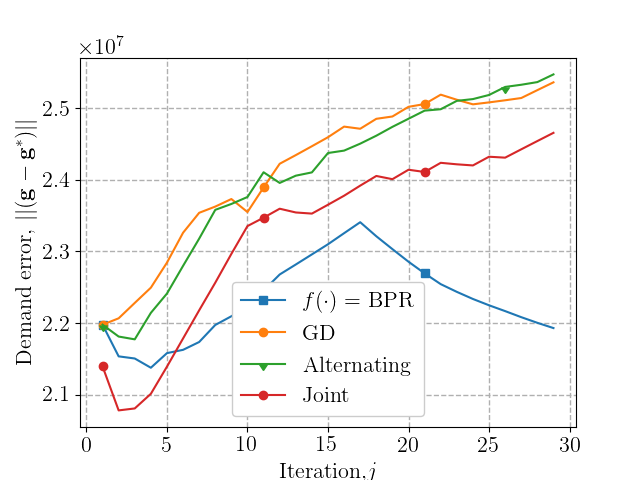 ×10⁷
Demand error, ||(g − g*)||
2.5
2.4
2.3
2.2
2.1
f(·) = BPR
GD
Alternating
Joint
0 5 10 15 20 25 30
Iteration, j